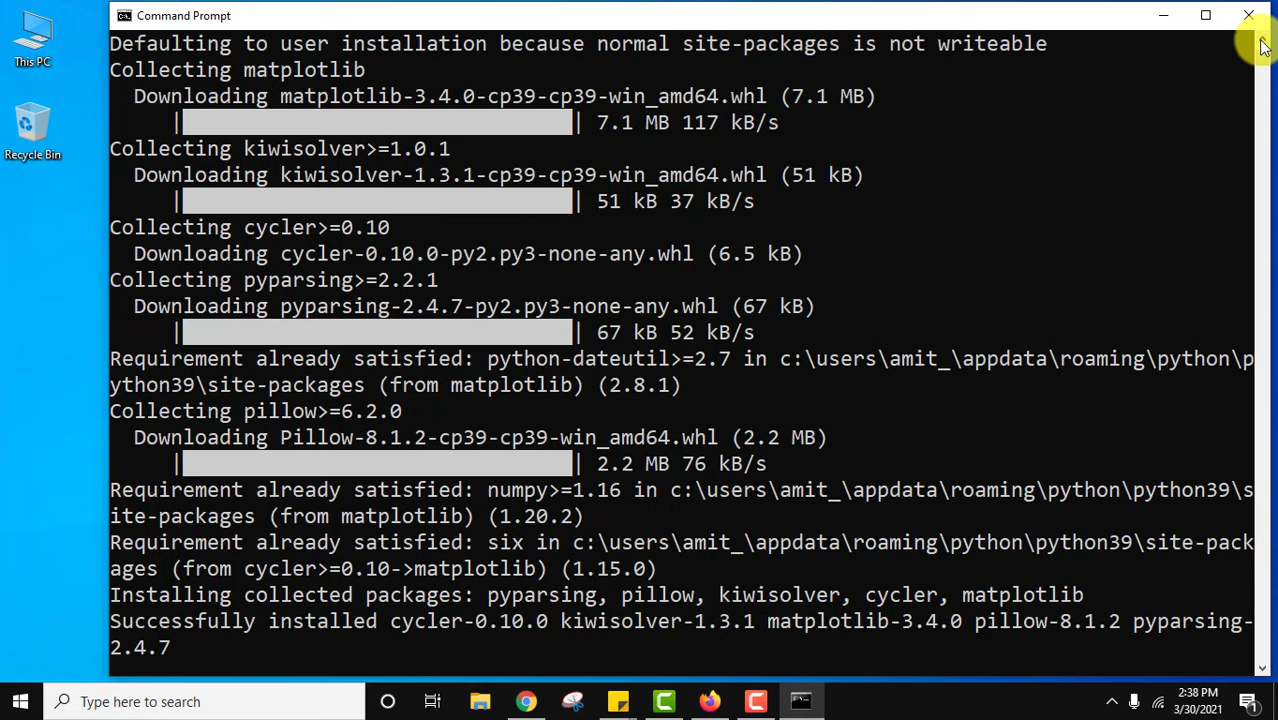 Command Prompt
This PC
Recycle Bin
Defaulting to user installation because normal site-packages is not writeable
Collecting matplotlib
Downloading matplotlib-3.4.0-cp39-cp39-win_amd64.whl (7.1 MB)
| | 7.1 MB 117 kB/s
Collecting kiwisolver>=1.0.1
Downloading kiwisolver-1.3.1-cp39-cp39-win_amd64.whl (51 kB)
| | 51 kB 37 kB/s
Collecting cycler>=0.10
Downloading cycler-0.10.0-py2.py3-none-any.whl (6.5 kB)
Collecting pyparsing>=2.2.1
Downloading pyparsing-2.4.7-py2.py3-none-any.whl (67 kB)
| | 67 kB 52 kB/s
Requirement already satisfied: python-dateutil>=2.7 in c:\users\amit_\appdata\roaming\python\p
ython39\site-packages (from matplotlib) (2.8.1)
Collecting pillow>=6.2.0
Downloading Pillow-8.1.2-cp39-cp39-win_amd64.whl (2.2 MB)
| | 2.2 MB 76 kB/s
Requirement already satisfied: numpy>=1.16 in c:\users\amit_\appdata\roaming\python\python39\s
ite-packages (from matplotlib) (1.20.2)
Requirement already satisfied: six in c:\users\amit_\appdata\roaming\python\python39\site-pack
ages (from cycler>=0.10->matplotlib) (1.15.0)
Installing collected packages: pyparsing, pillow, kiwisolver, cycler, matplotlib
Successfully installed cycler-0.10.0 kiwisolver-1.3.1 matplotlib-3.4.0 pillow-8.1.2 pyparsing-
2.4.7
Type here to search
2:38 PM
3/30/2021
1